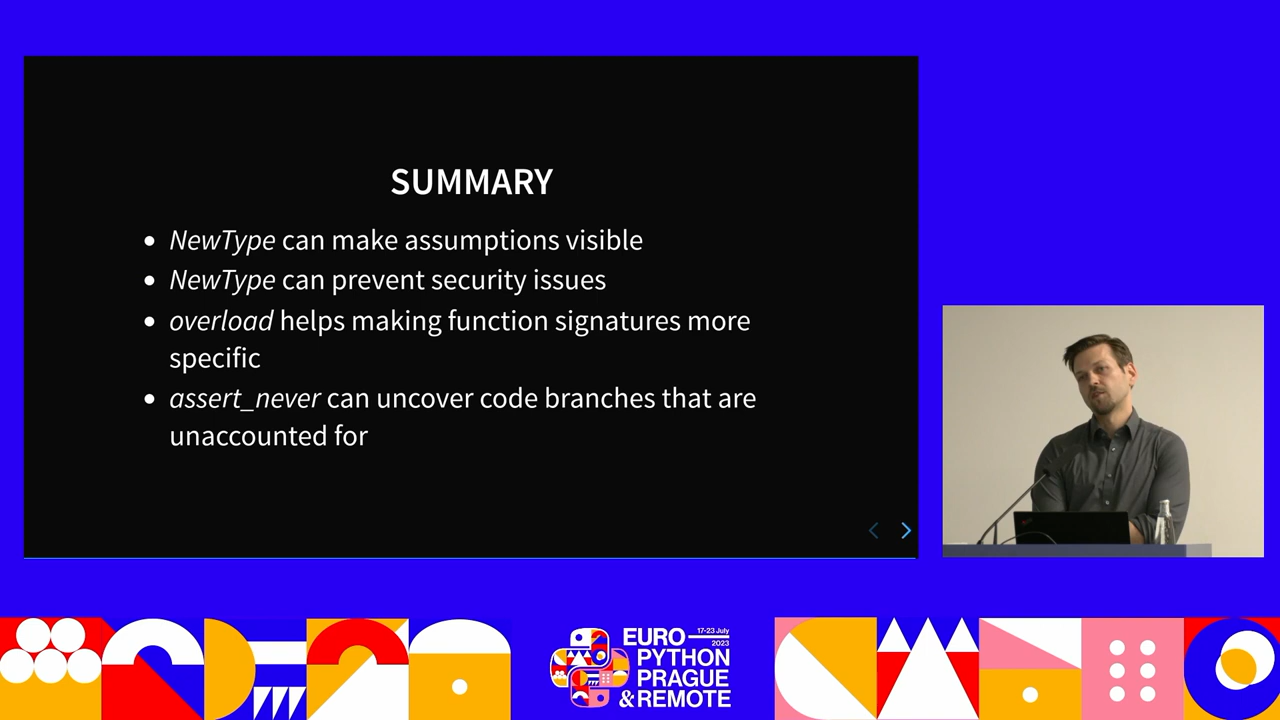 SUMMARY
• NewType can make assumptions visible
• NewType can prevent security issues
• overload helps making function signatures more
specific
• assert_never can uncover code branches that are
unaccounted for
EURO 17-23 July
2023
PYTHON
PRAGUE
&REMOTE